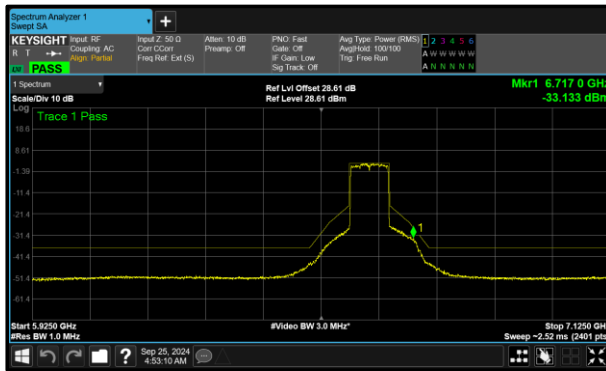 Spectrum Analyzer 1
Swept SA
KEYSIGHT
R T
LXI
PASS
Input: RF
Coupling: AC
Align: Partial
Input Z: 50 Ω
Corr CCorr
Freq Ref: Ext (S)
Atten: 10 dB
Preamp: Off
PNO: Fast
Gate: Off
IF Gain: Low
Sig Track: Off
Avg Type: Power (RMS)
Avg|Hold: 100/100
Trig: Free Run
1 2 3 4 5 6
A W W W W W
A N N N N N
1 Spectrum
Scale/Div 10 dB
Ref Lvl Offset 28.61 dB
Ref Level 28.61 dBm
Mkr1 6.717 0 GHz
-33.133 dBm
Log
Trace 1 Pass
18.6
8.61
-1.39
-11.4
-21.4
-31.4
-41.4
-51.4
-61.4
1
Start 5.9250 GHz
#Res BW 1.0 MHz
#Video BW 3.0 MHz*
Stop 7.1250 GHz
Sweep ~2.52 ms (2401 pts)
?
Sep 25, 2024
4:53:10 AM